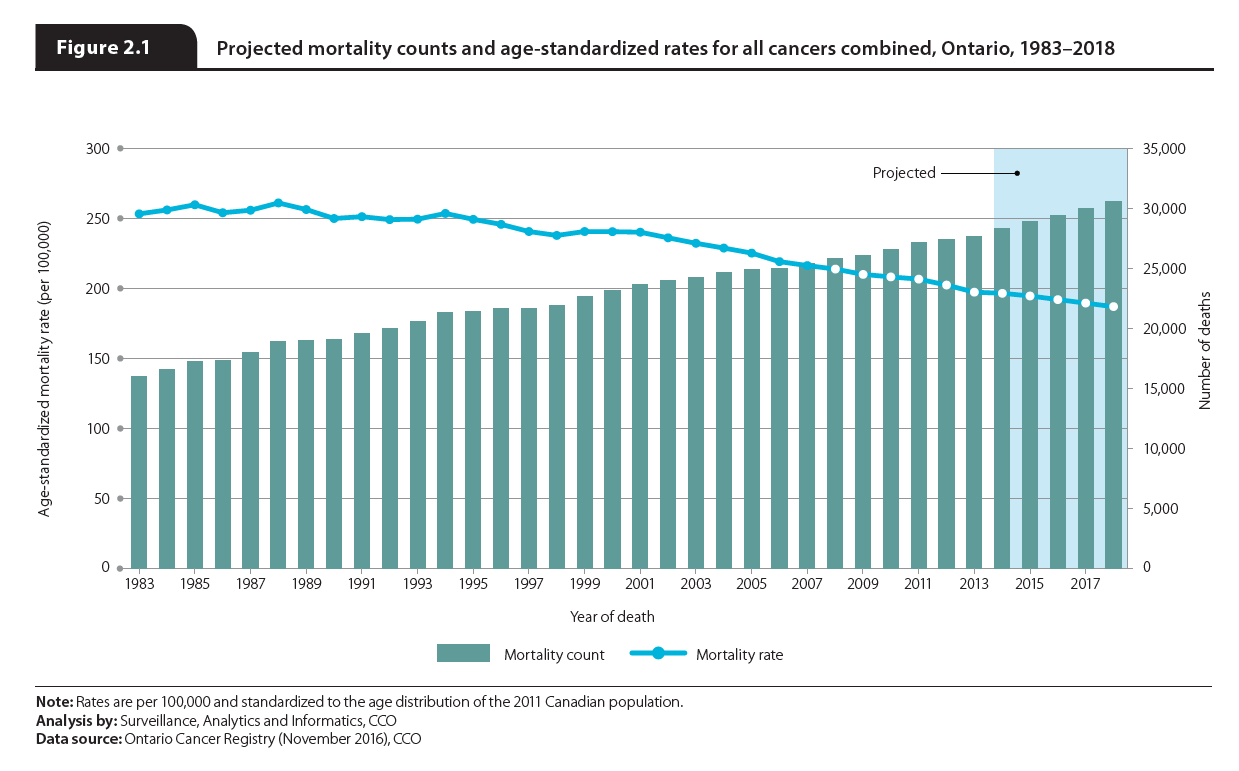 Figure 2.1
Projected mortality counts and age-standardized rates for all cancers combined, Ontario, 1983–2018
Age-standardized mortality rate (per 100,000)
300
250
200
150
100
50
0
Projected
35,000
30,000
25,000
20,000
15,000
10,000
5,000
0
Number of deaths
1983 1985 1987 1989 1991 1993 1995 1997 1999 2001 2003 2005 2007 2009 2011 2013 2015 2017
Year of death
Mortality count Mortality rate
Note: Rates are per 100,000 and standardized to the age distribution of the 2011 Canadian population.
Analysis by: Surveillance, Analytics and Informatics, CCO
Data source: Ontario Cancer Registry (November 2016), CCO